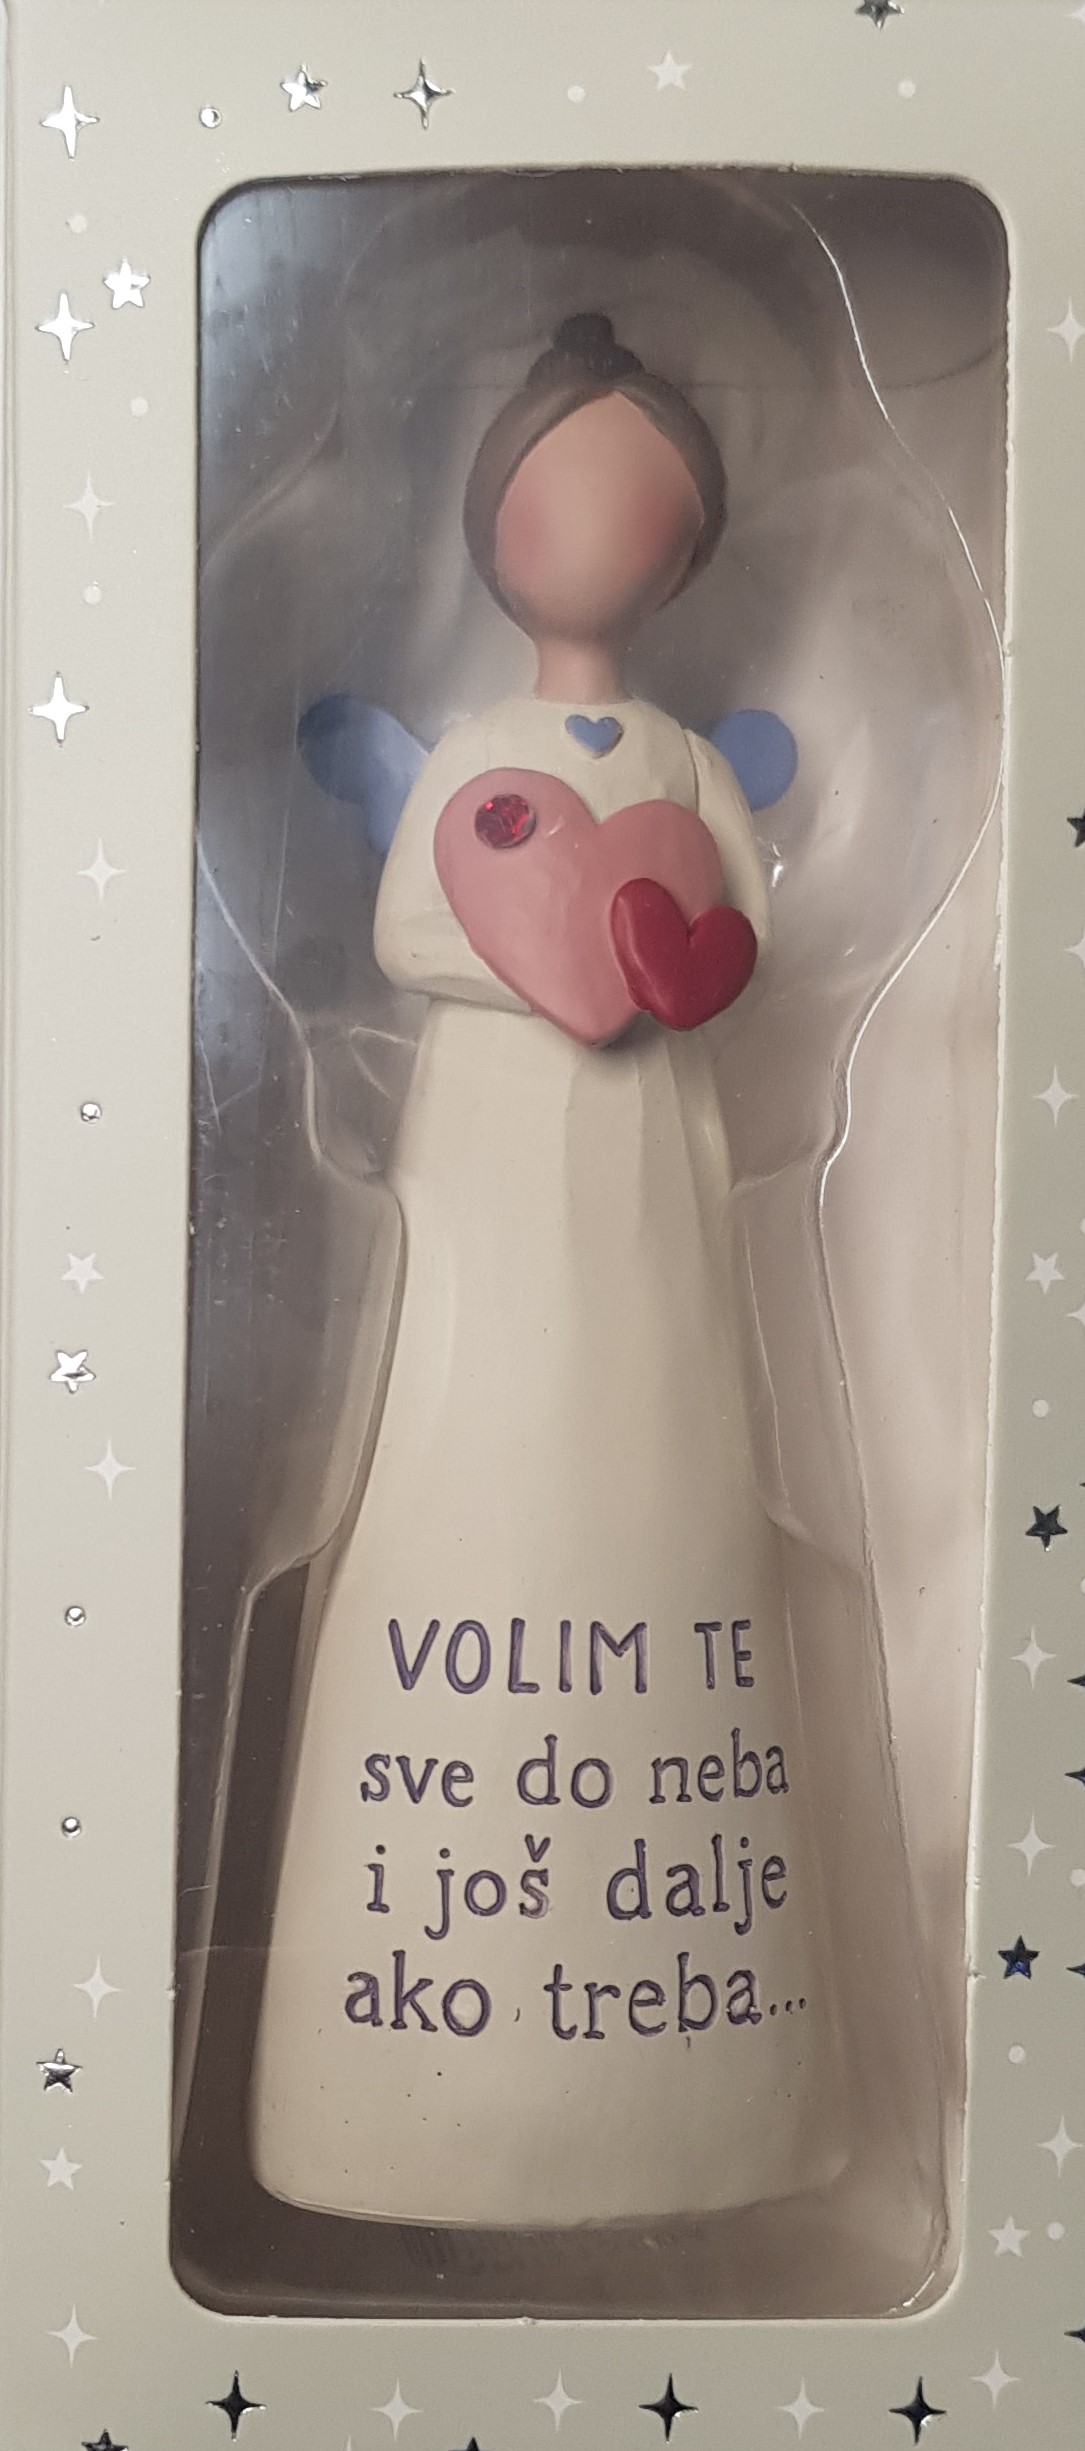 VOLIM TE
sve do neba
i još dalje
ako treba...